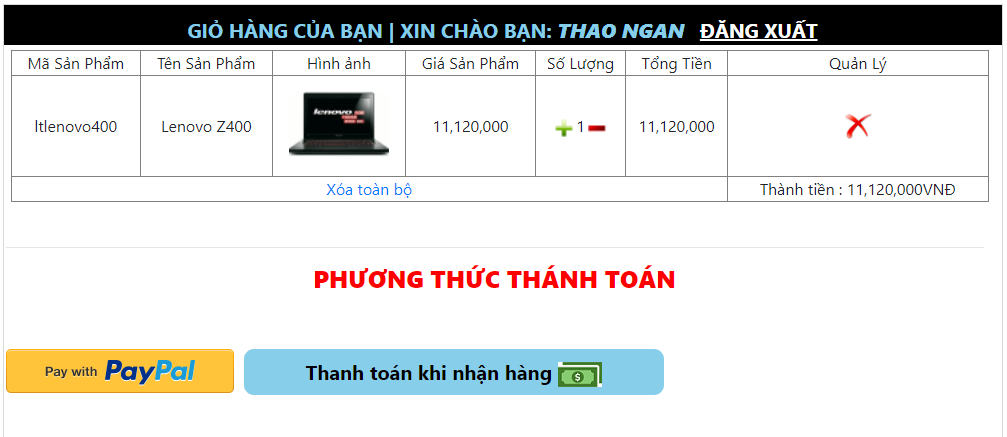 GIỎ HÀNG CỦA BẠN | XIN CHÀO BẠN: THAO NGAN ĐĂNG XUẤT
Mã Sản Phẩm Tên Sản Phẩm Hình ảnh Giá Sản Phẩm Số Lượng Tổng Tiền Quản Lý
ltlenovo400 Lenovo Z400 lenovo 11,120,000 1 11,120,000
Xóa toàn bộ Thành tiền : 11,120,000VNĐ
PHƯƠNG THỨC THÁNH TOÁN
Pay with PayPal Thanh toán khi nhận hàng